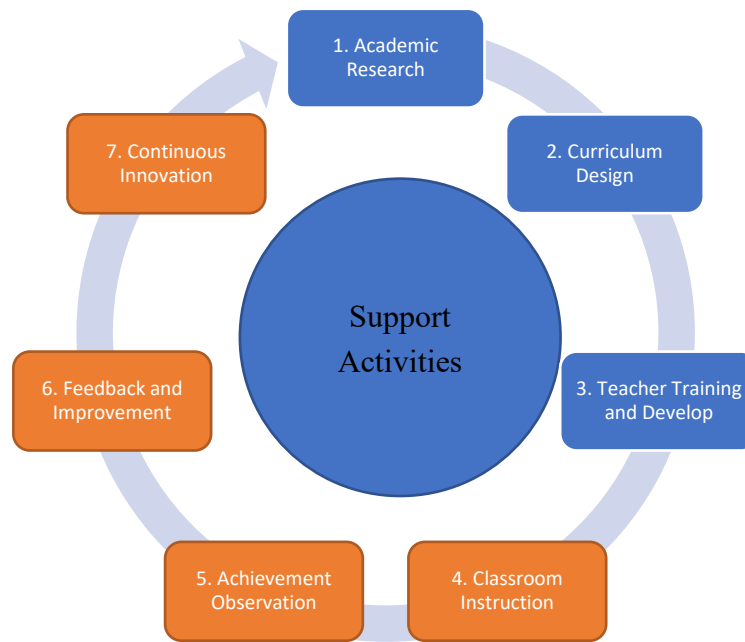 1. Academic
Research
2. Curriculum
Design
3. Teacher Training
and Develop
4. Classroom
Instruction
5. Achievement
Observation
6. Feedback and
Improvement
7. Continuous
Innovation
Support
Activities